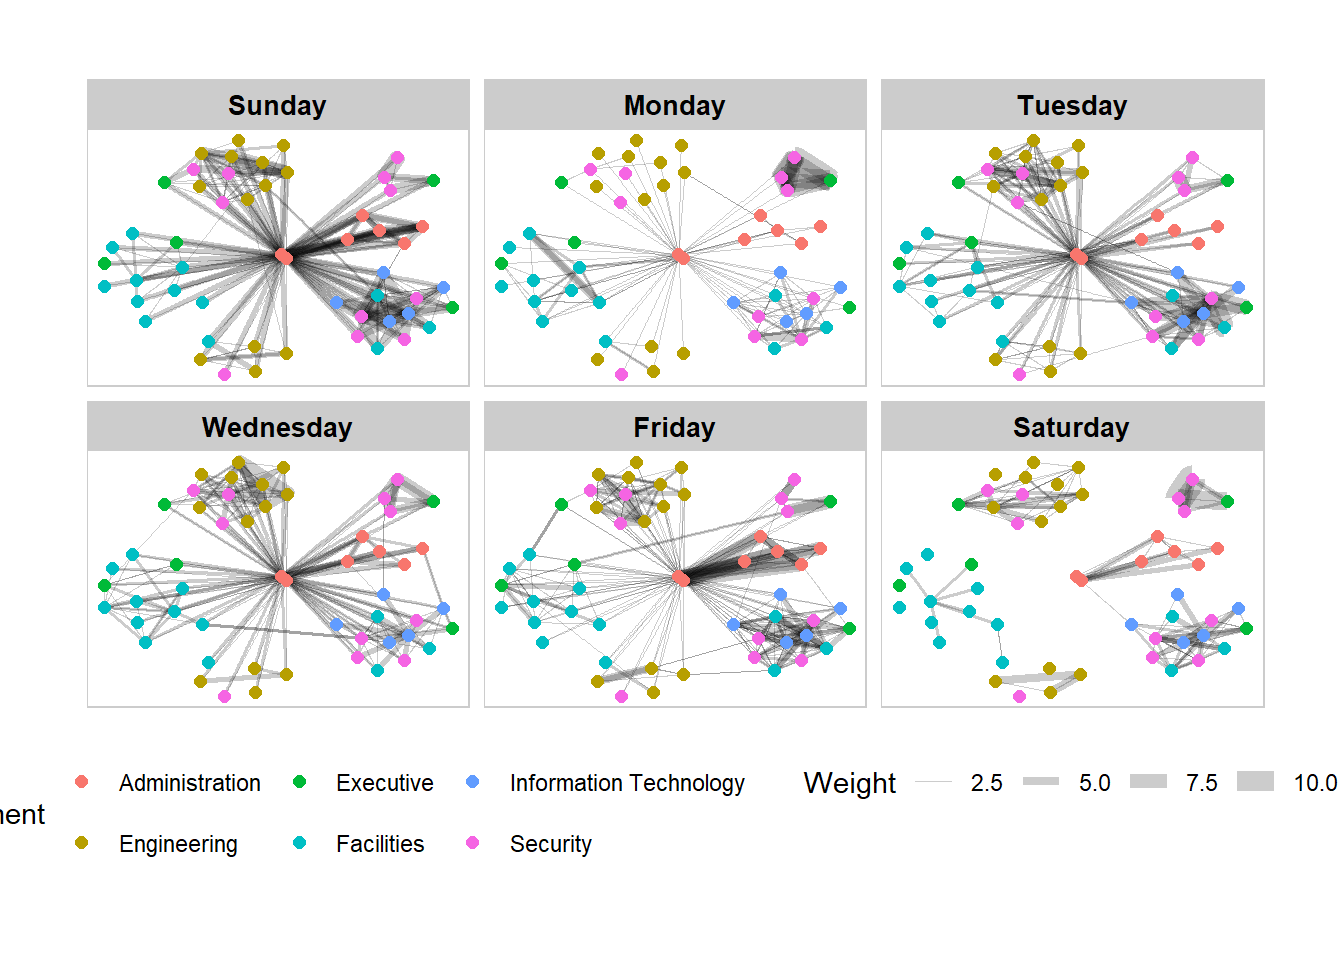 Sunday Monday Tuesday
Wednesday Friday Saturday
Administration Executive Information Technology Weight 2.5 5.0 7.5 10.0
Engineering Facilities Security